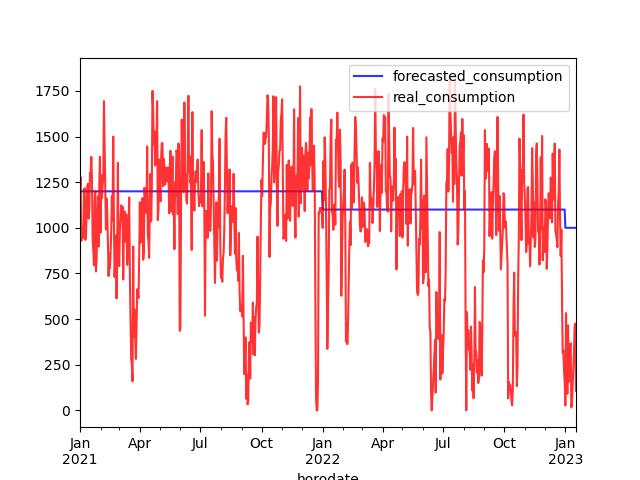 forecasted_consumption
real_consumption
1750
1500
1250
1000
750
500
250
0
Jan Apr Jul Oct Jan Apr Jul Oct Jan
2021 2022 2023
horodate